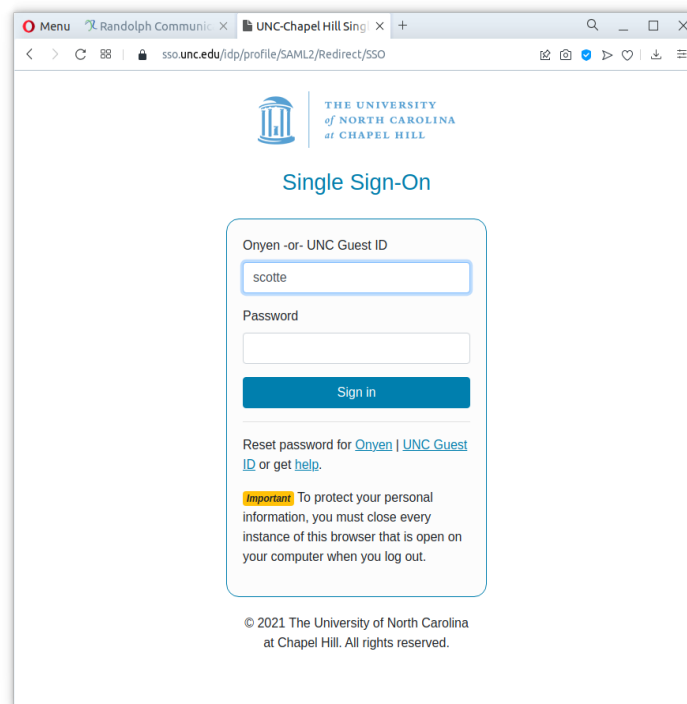 Menu
Randolph Communic
UNC-Chapel Hill Singl
sso.unc.edu/idp/profile/SAML2/Redirect/SSO
THE UNIVERSITY
of NORTH CAROLINA
at CHAPEL HILL
Single Sign-On
Onyen -or- UNC Guest ID
scotte
Password
Sign in
Reset password for Onyen | UNC Guest
ID or get help.
Important To protect your personal
information, you must close every
instance of this browser that is open on
your computer when you log out.
© 2021 The University of North Carolina
at Chapel Hill. All rights reserved.